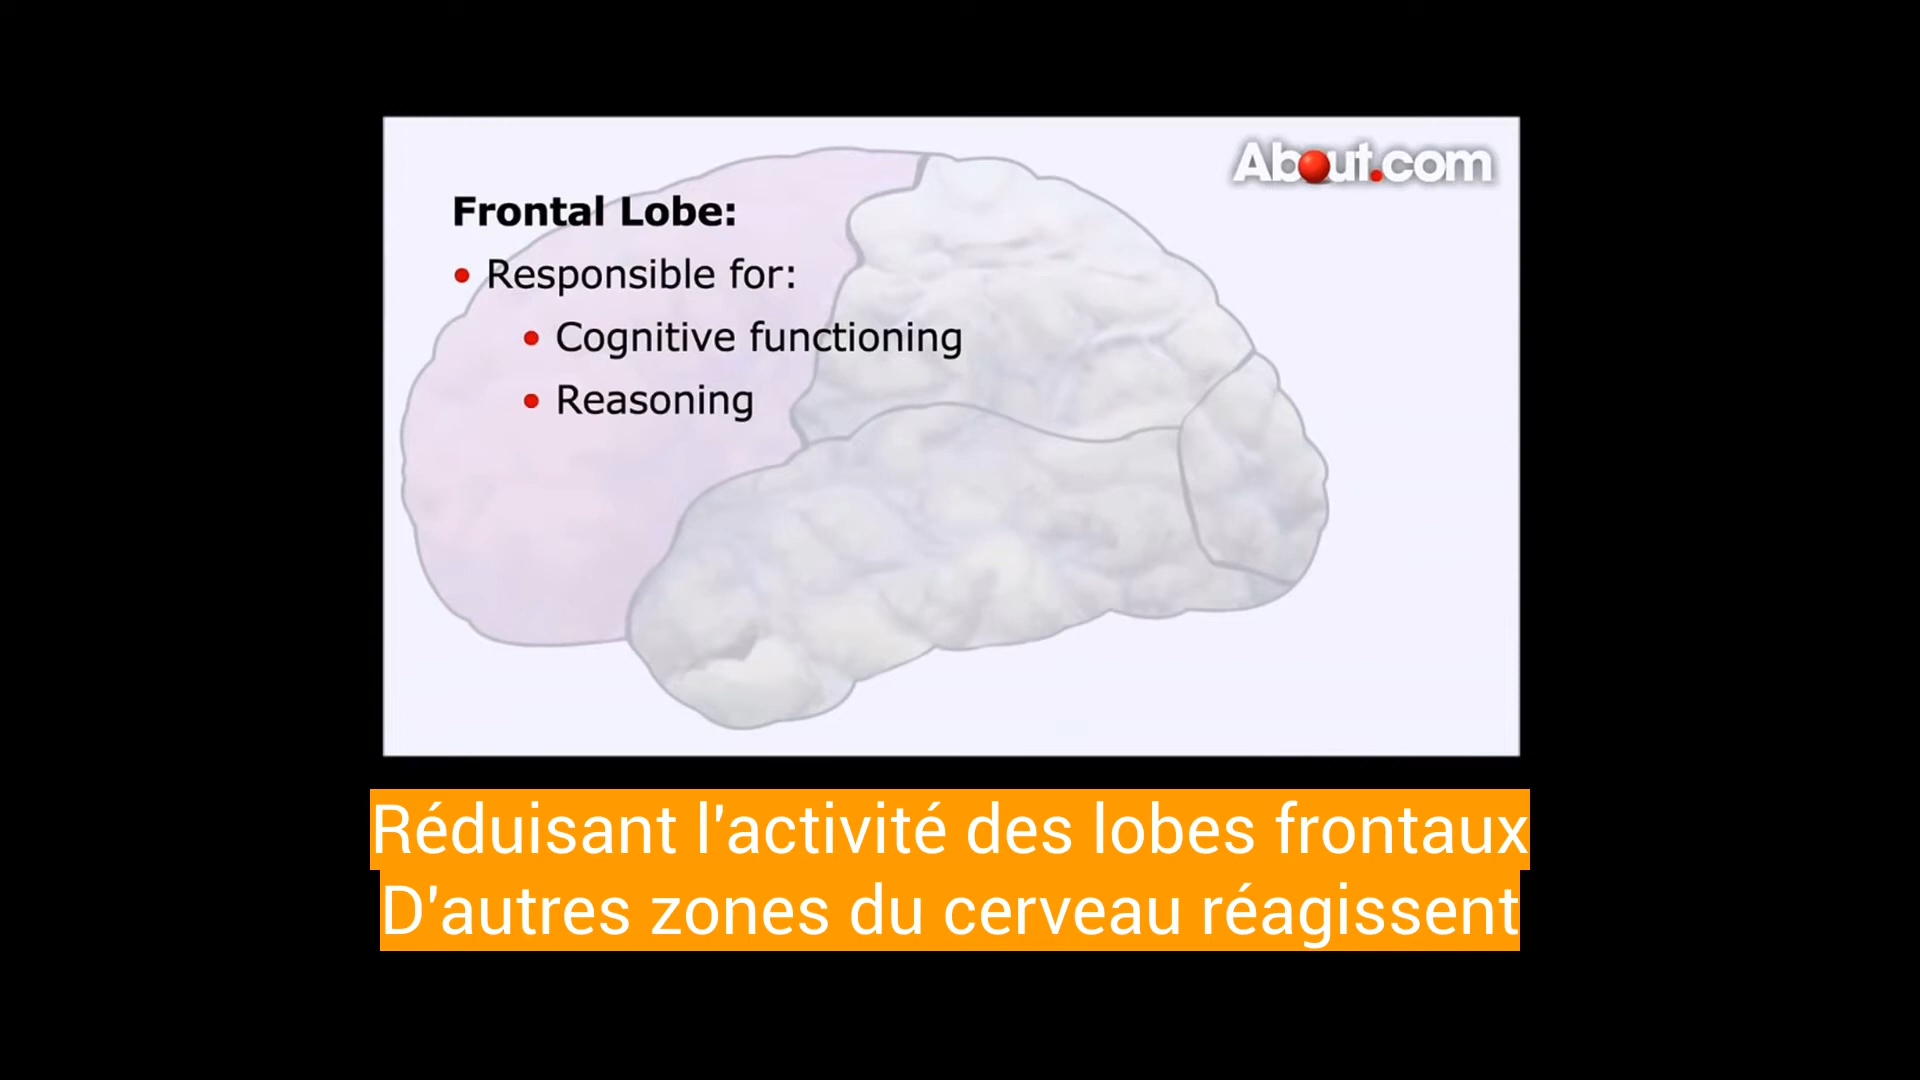 About.com
Frontal Lobe:
• Responsible for:
• Cognitive functioning
• Reasoning
Réduisant l'activité des lobes frontaux
D'autres zones du cerveau réagissent